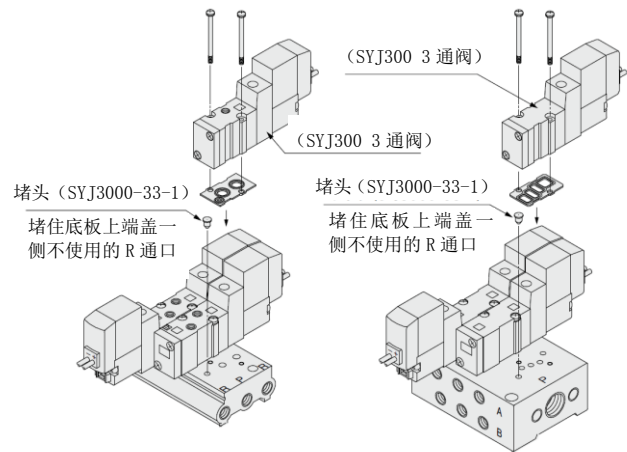 （SYJ300 3 通阀）
（SYJ300 3 通阀）
堵头（SYJ3000-33-1）
堵住底板上端盖一
侧不使用的 R 通口
堵头（SYJ3000-33-1）
堵住底板上端盖一
侧不使用的 R 通口
R
P
R
P
A
B